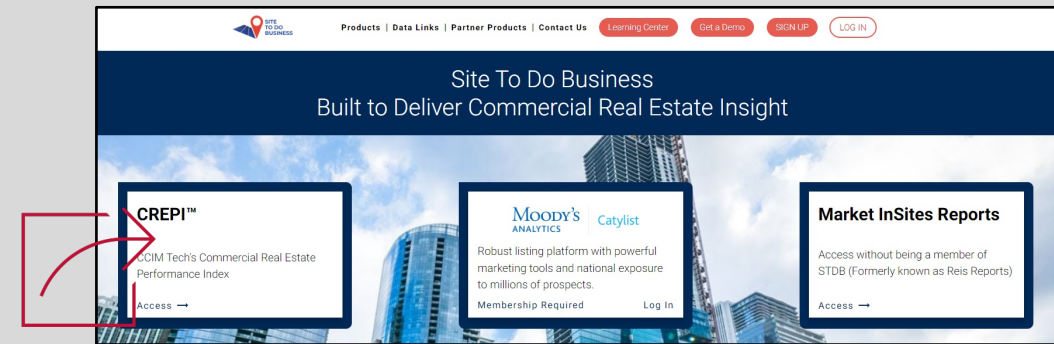 SITE
TO DO
BUSINESS
Products | Data Links | Partner Products | Contact Us
Learning Center
Get a Demo
SIGN UP
LOG IN
Site To Do Business
Built to Deliver Commercial Real Estate Insight
CREPI™
CCIM Tech's Commercial Real Estate
Performance Index
Access →
MOODY'S
ANALYTICS
Catylist
Robust listing platform with powerful
marketing tools and national exposure
to millions of prospects.
Membership Required
Log In
Market InSites Reports
Access without being a member of
STDB (Formerly known as Reis Reports)
Access →